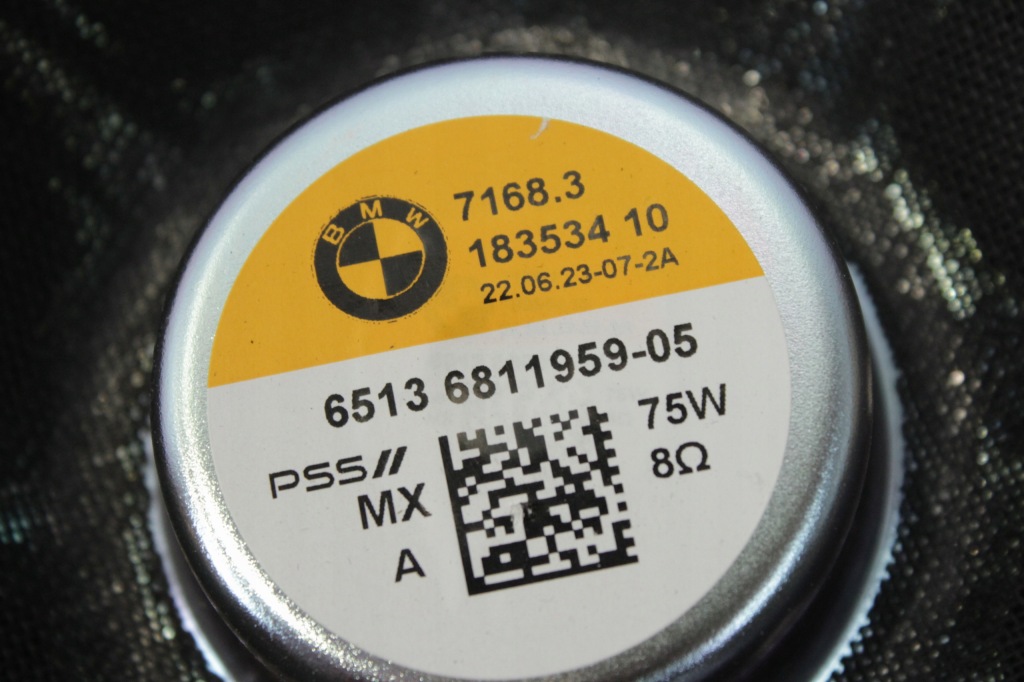 BMW
7168.3
183534 10
22.06.23-07-2A
6513 6811959-05
PSS//
MX
A
75W
8Ω